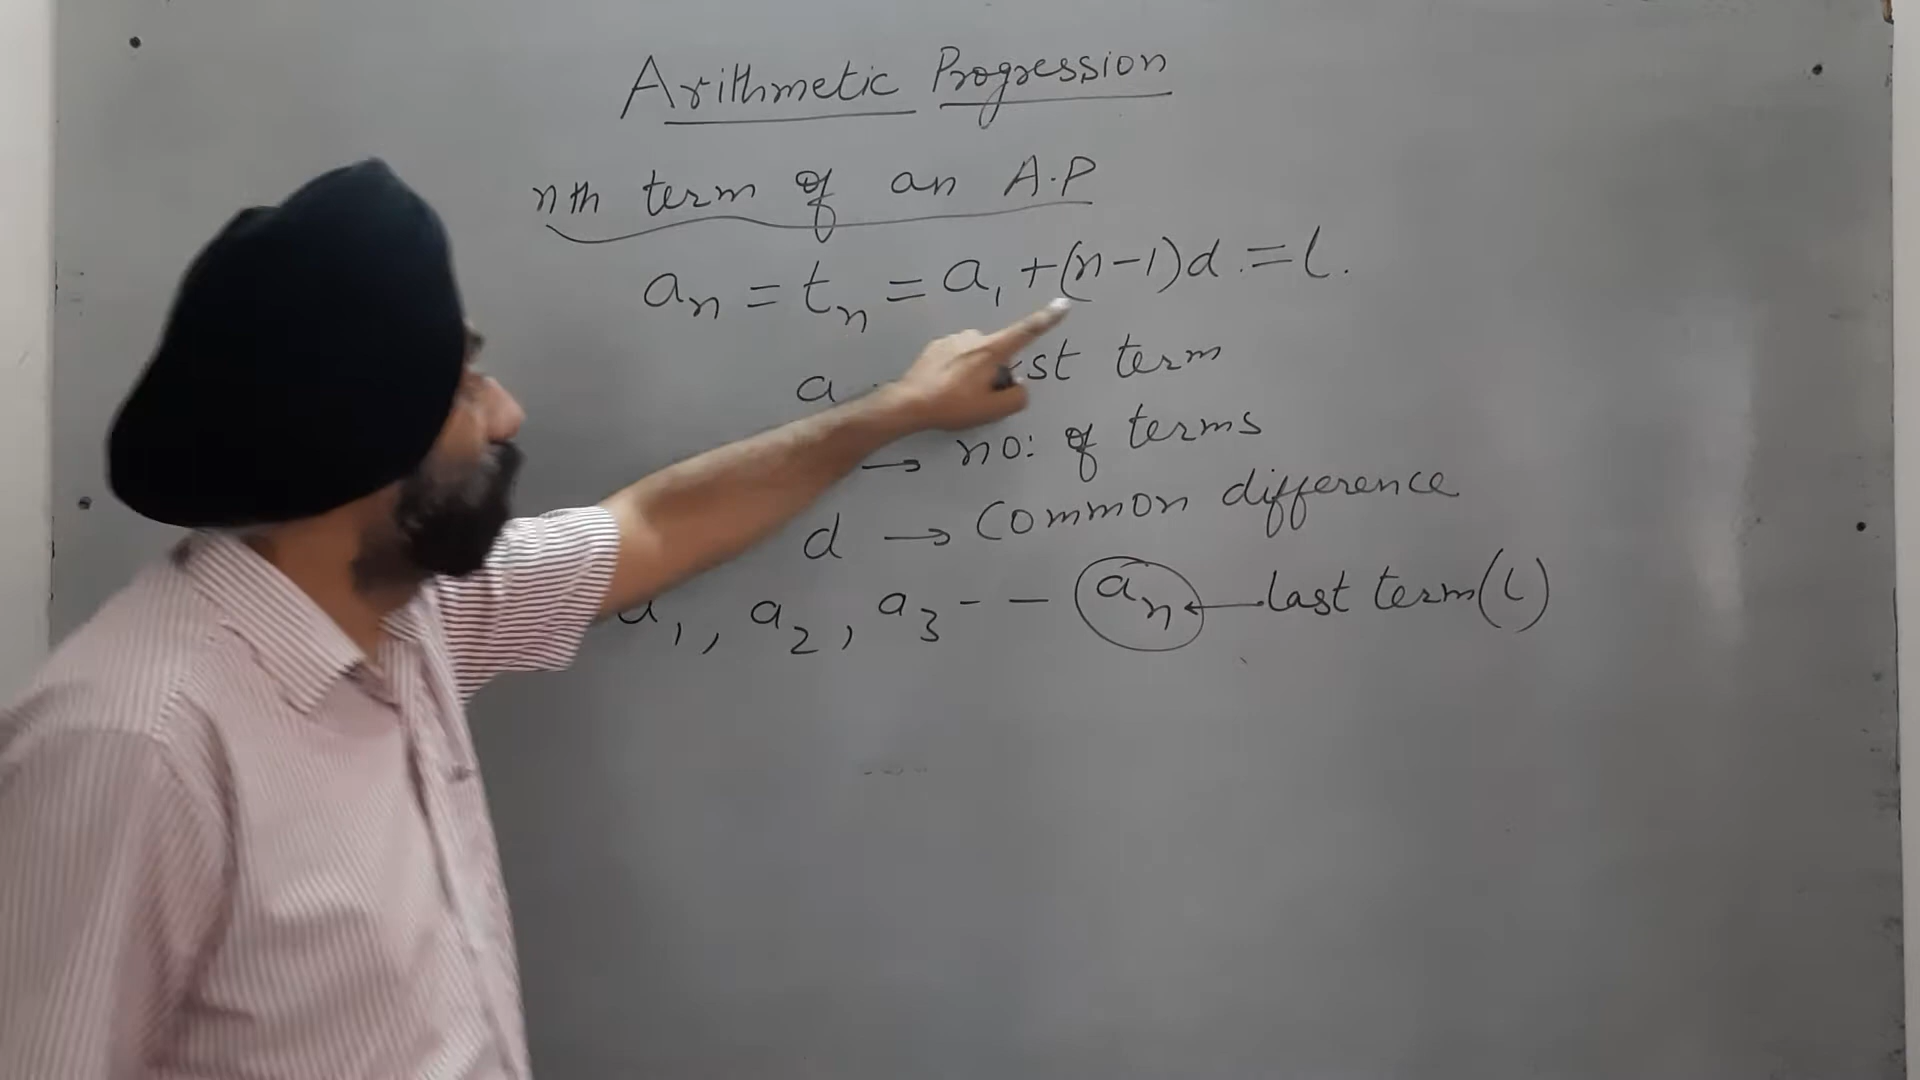 Arithmetic Progression
nth term of an A.P
aₙ = tₙ = a₁ + (n-1)d = l.
a term
→ no: of terms
d → Common difference
a₁, a₂, a₃ - - aₙ ← last term (l)